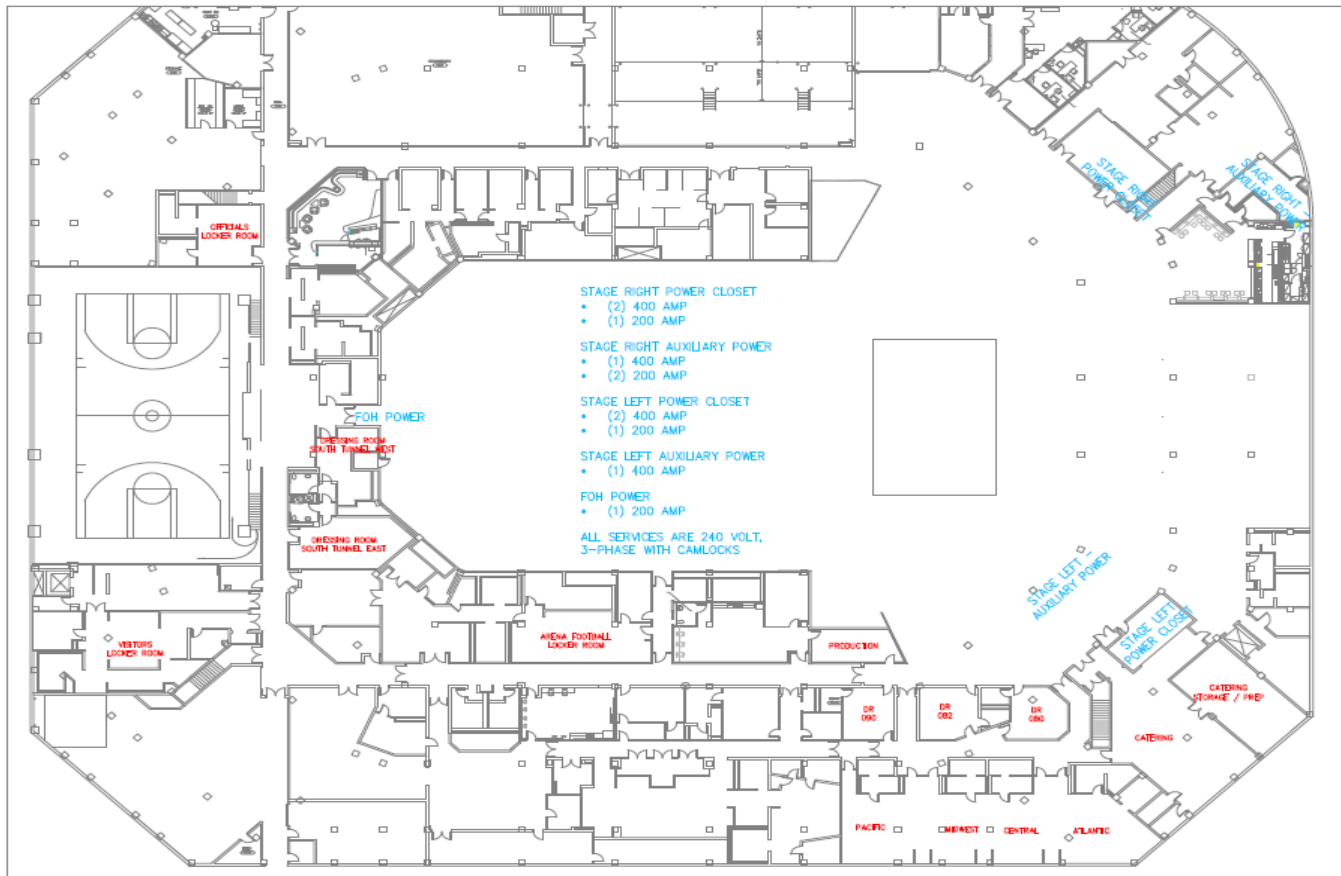 STAGE RIGHT
POWER CLOSET
STAGE RIGHT –
AUXILIARY POWER
OFFICIALS
LOCKER ROOM
STAGE RIGHT POWER CLOSET
• (2) 400 AMP
• (1) 200 AMP
STAGE RIGHT AUXILIARY POWER
• (1) 400 AMP
• (2) 200 AMP
STAGE LEFT POWER CLOSET
• (2) 400 AMP
• (1) 200 AMP
STAGE LEFT AUXILIARY POWER
• (1) 400 AMP
FOH POWER
• (1) 200 AMP
ALL SERVICES ARE 240 VOLT,
3-PHASE WITH CAMLOCKS
FOH POWER
DRESSING ROOM
SOUTH TUNNEL WEST
DRESSING ROOM
SOUTH TUNNEL EAST
STAGE LEFT –
AUXILIARY POWER
STAGE LEFT
POWER CLOSET
VISITORS
LOCKER ROOM
ARENA FOOTBALL
LOCKER ROOM
PRODUCTION
DR
090
DR
082
DR
080
CATERING
STORAGE / PREP
CATERING
PACIFIC
MIDWEST
CENTRAL
ATLANTIC